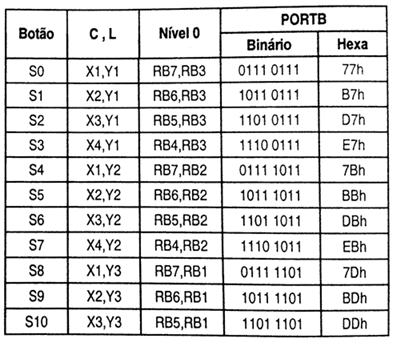 Botão C , L Nível 0 PORTB
Binário Hexa
S0 X1,Y1 RB7,RB3 0111 0111 77h
S1 X2,Y1 RB6,RB3 1011 0111 B7h
S2 X3,Y1 RB5,RB3 1101 0111 D7h
S3 X4,Y1 RB4,RB3 1110 0111 E7h
S4 X1,Y2 RB7,RB2 0111 1011 7Bh
S5 X2,Y2 RB6,RB2 1011 1011 BBh
S6 X3,Y2 RB5,RB2 1101 1011 DBh
S7 X4,Y2 RB4,RB2 1110 1011 EBh
S8 X1,Y3 RB7,RB1 0111 1101 7Dh
S9 X2,Y3 RB6,RB1 1011 1101 BDh
S10 X3,Y3 RB5,RB1 1101 1101 DDh